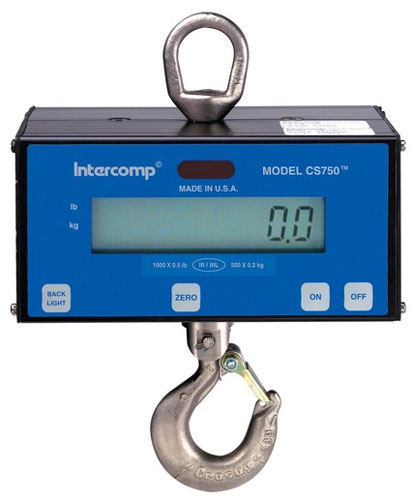 Intercomp©
MODEL CS750™
MADE IN U.S.A.
lb
kg
0.0
1000 X 0.5 lb
III / IIIL
500 X 0.2 kg
BACK
LIGHT
ZERO
ON
OFF
Crosby